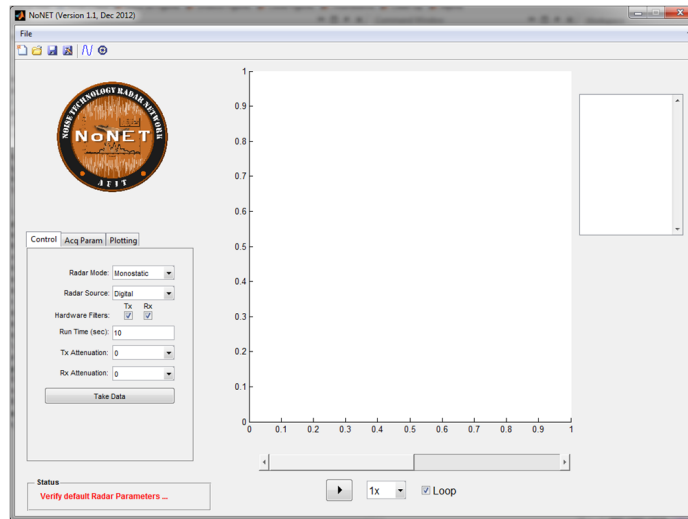 NoNET (Version 1.1, Dec 2012)
File
NOISE TECHNOLOGY RADAR NETWORK
NoNET
AFIT
Control Acq Param Plotting
Radar Mode: Monostatic
Radar Source: Digital
Tx Rx
Hardware Filters:
Run Time (sec): 10
Tx Attenuation: 0
Rx Attenuation: 0
Take Data
Status
Verify default Radar Parameters ...
1
0.9
0.8
0.7
0.6
0.5
0.4
0.3
0.2
0.1
0
0 0.1 0.2 0.3 0.4 0.5 0.6 0.7 0.8 0.9 1
1x Loop